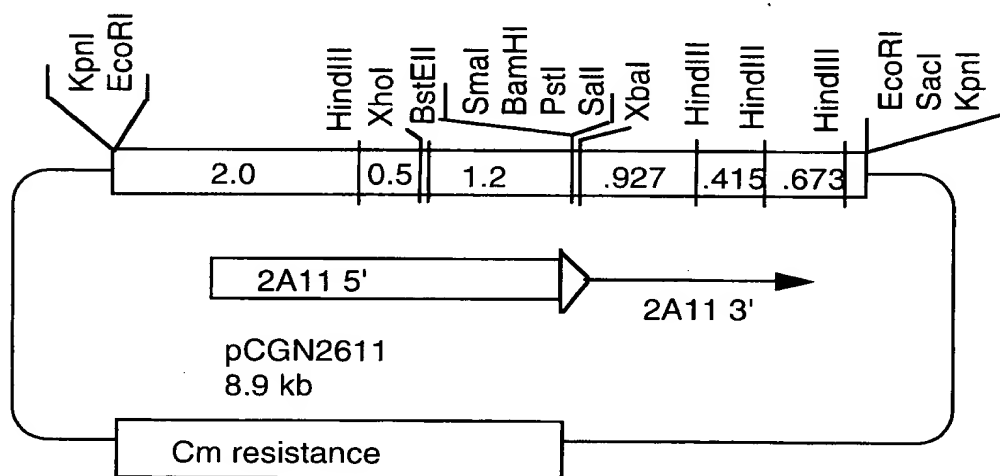 KpnI
EcoRI
HindIII
XhoI
BstEII
SmaI
BamHI
PstI
SalI
XbaI
HindIII
HindIII
HindIII
EcoRI
SacI
KpnI
2.0
0.5
1.2
.927
.415
.673
2A11 5'
2A11 3'
pCGN2611
8.9 kb
Cm resistance